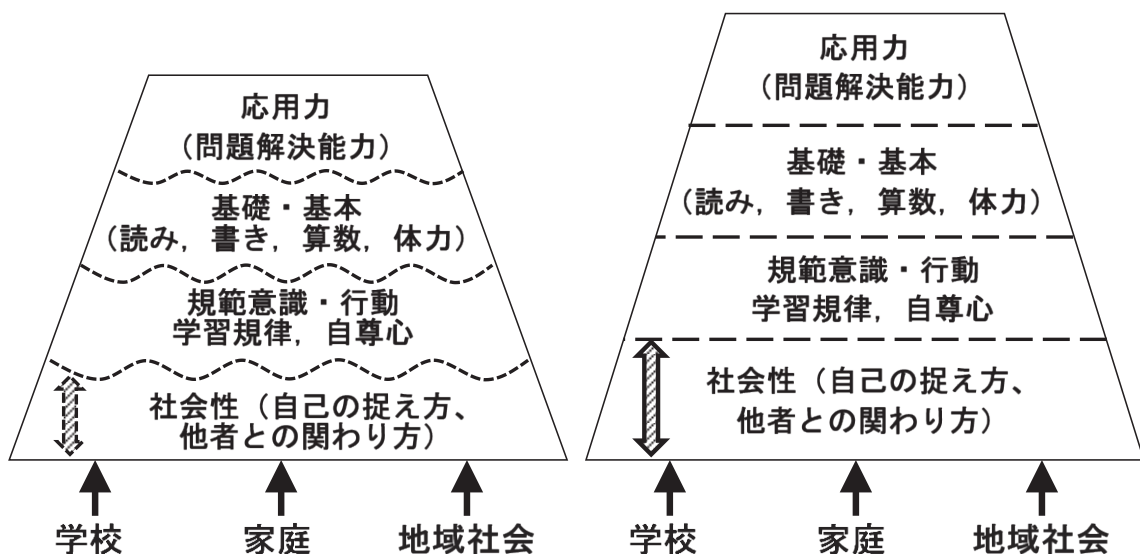 応用力
（問題解決能力）
基礎・基本
（読み，書き，算数，体力）
規範意識・行動
学習規律，自尊心
社会性（自己の捉え方、
他者との関わり方）
学校
家庭
地域社会
応用力
（問題解決能力）
基礎・基本
（読み，書き，算数，体力）
規範意識・行動
学習規律，自尊心
社会性（自己の捉え方、
他者との関わり方）
学校
家庭
地域社会